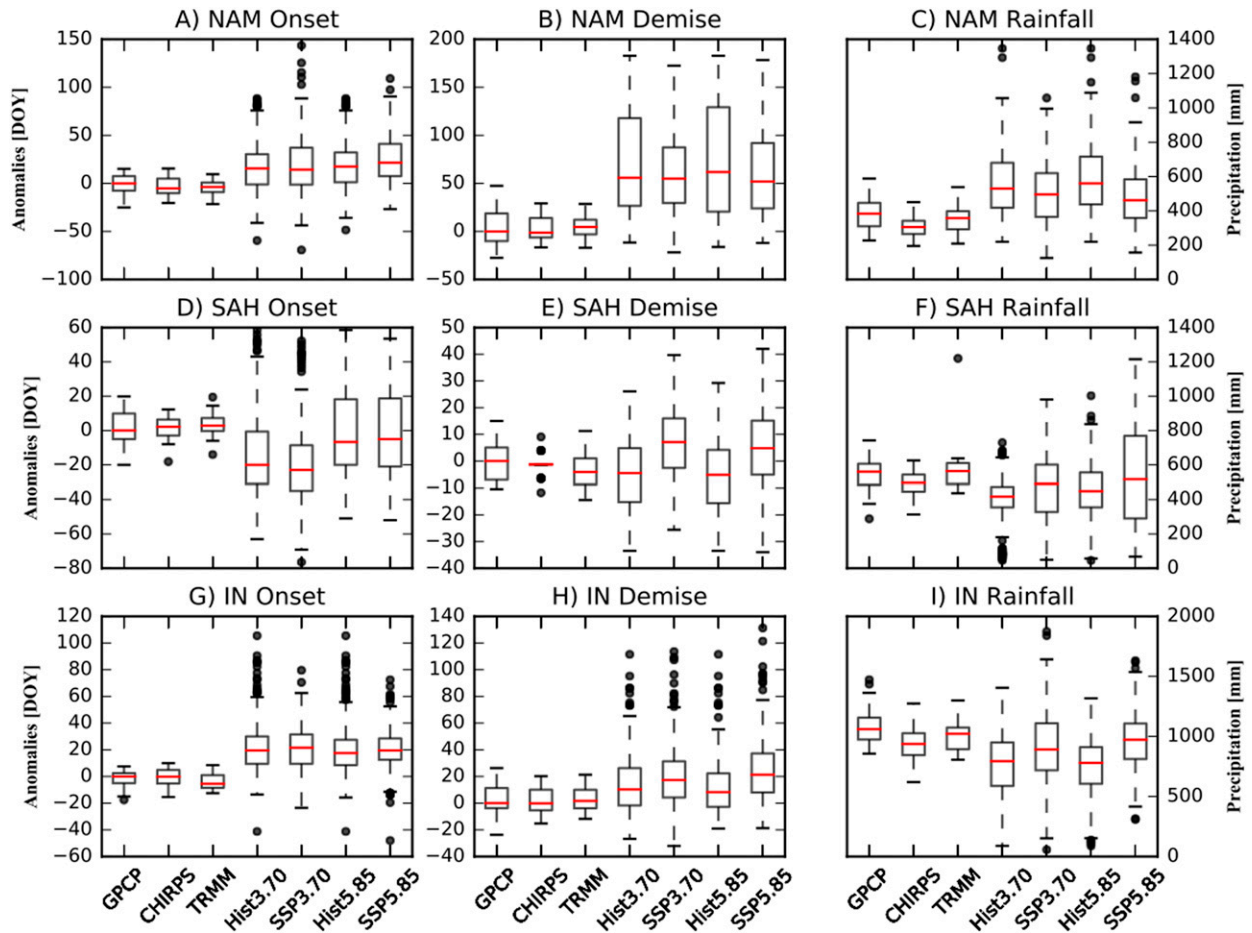 A) NAM Onset
B) NAM Demise
C) NAM Rainfall
150
100
50
0
−50
−100
Anomalies [DOY]
200
150
100
50
0
−50
1400
1200
1000
800
600
400
200
0
Precipitation [mm]
D) SAH Onset
E) SAH Demise
F) SAH Rainfall
60
40
20
0
−20
−40
−60
−80
Anomalies [DOY]
50
40
30
20
10
0
−10
−20
−30
−40
1400
1200
1000
800
600
400
200
0
Precipitation [mm]
G) IN Onset
H) IN Demise
I) IN Rainfall
120
100
80
60
40
20
0
−20
−40
−60
Anomalies [DOY]
140
120
100
80
60
40
20
0
−20
−40
2000
1500
1000
500
0
Precipitation [mm]
GPCP
CHIRPS
TRMM
Hist3.70
SSP3.70
Hist5.85
SSP5.85
GPCP
CHIRPS
TRMM
Hist3.70
SSP3.70
Hist5.85
SSP5.85
GPCP
CHIRPS
TRMM
Hist3.70
SSP3.70
Hist5.85
SSP5.85